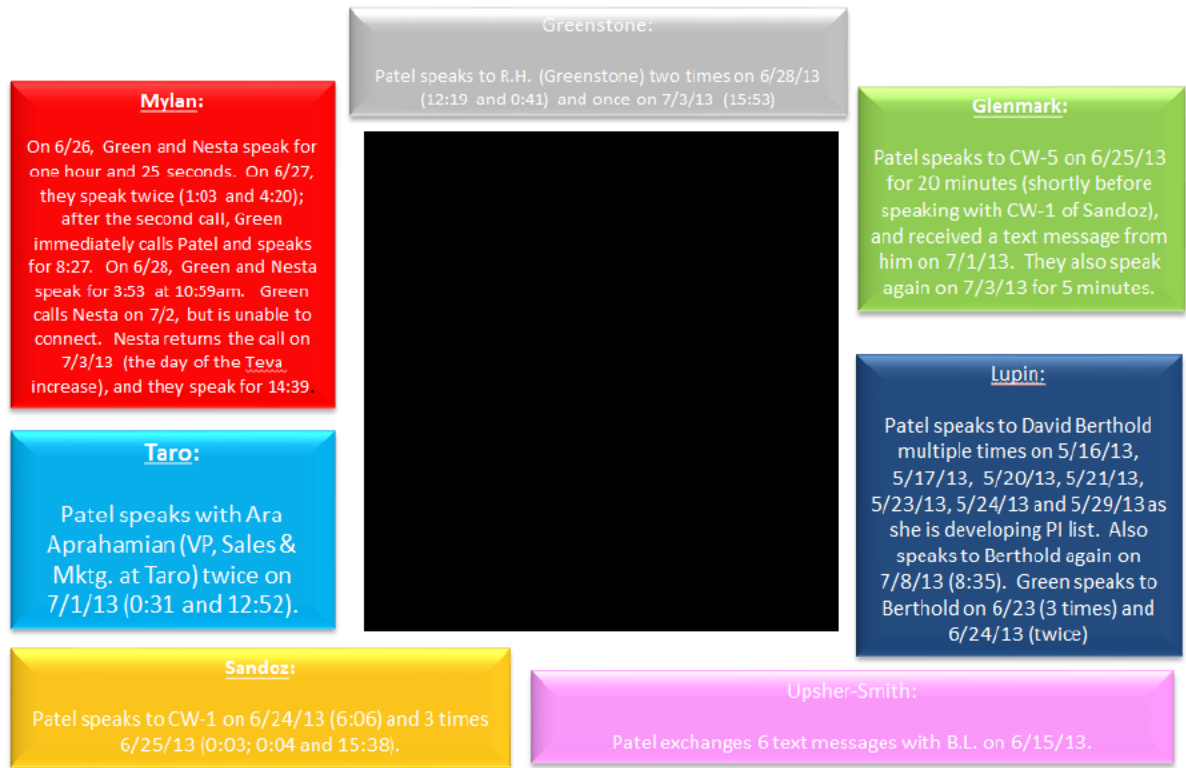 Greenstone:
Patel speaks to R.H. (Greenstone) two times on 6/28/13
(12:19 and 0:41) and once on 7/3/13 (15:53)
Mylan:
On 6/26, Green and Nesta speak for
one hour and 25 seconds. On 6/27,
they speak twice (1:03 and 4:20);
after the second call, Green
immediately calls Patel and speaks
for 8:27. On 6/28, Green and Nesta
speak for 3:53 at 10:59am. Green
calls Nesta on 7/2, but is unable to
connect. Nesta returns the call on
7/3/13 (the day of the Teva
increase), and they speak for 14:39.
Glenmark:
Patel speaks to CW-5 on 6/25/13
for 20 minutes (shortly before
speaking with CW-1 of Sandoz),
and received a text message from
him on 7/1/13. They also speak
again on 7/3/13 for 5 minutes.
Taro:
Patel speaks with Ara
Aprahamian (VP, Sales &
Mktg. at Taro) twice on
7/1/13 (0:31 and 12:52).
Lupin:
Patel speaks to David Berthold
multiple times on 5/16/13,
5/17/13, 5/20/13, 5/21/13,
5/23/13, 5/24/13 and 5/29/13 as
she is developing PI list. Also
speaks to Berthold again on
7/8/13 (8:35). Green speaks to
Berthold on 6/23 (3 times) and
6/24/13 (twice)
Sandoz:
Patel speaks to CW-1 on 6/24/13 (6:06) and 3 times
6/25/13 (0:03; 0:04 and 15:38).
Upsher-Smith:
Patel exchanges 6 text messages with B.L. on 6/15/13.